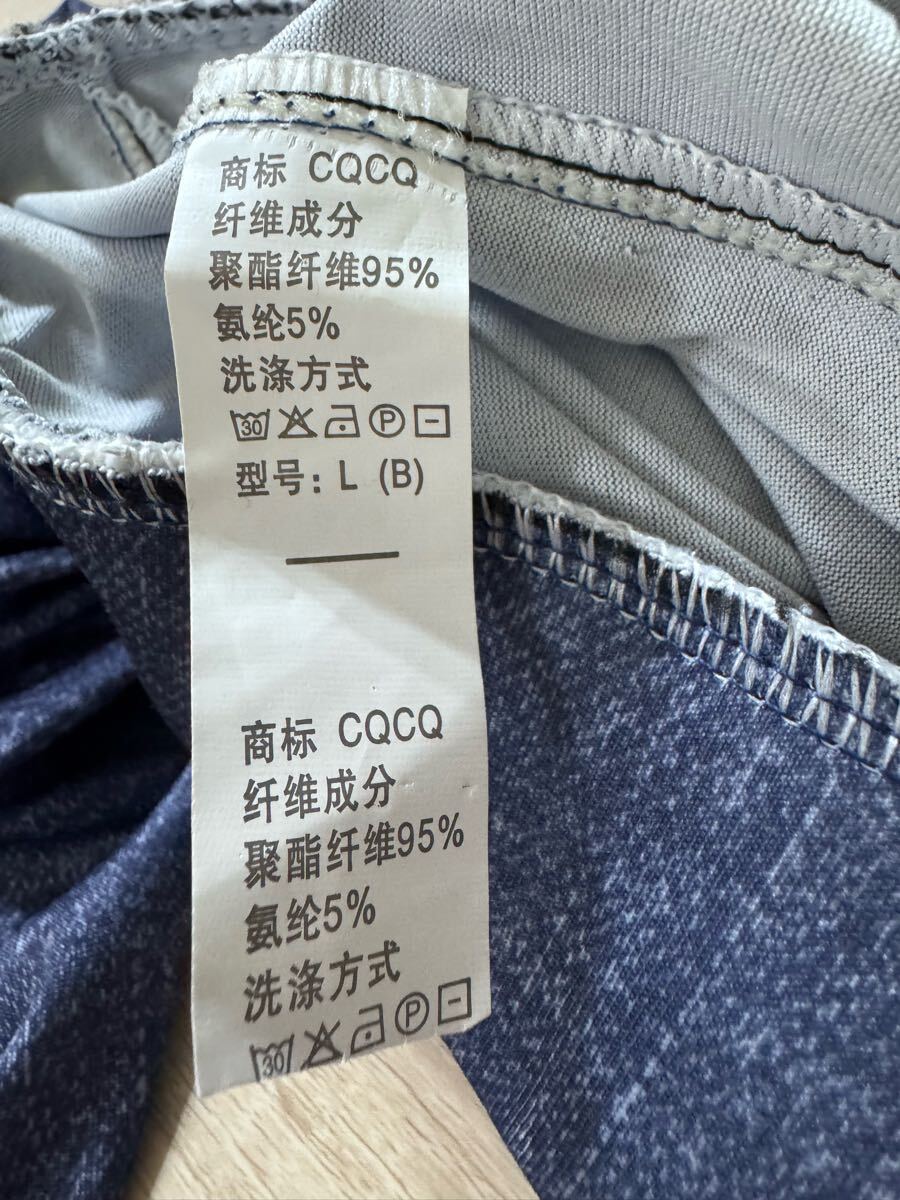 商标 CQCQ
纤维成分
聚酯纤维95%
氨纶5%
洗涤方式
30 P
型号: L (B)
商标 CQCQ
纤维成分
聚酯纤维95%
氨纶5%
洗涤方式
30 P